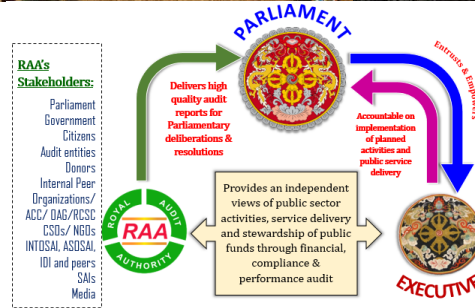 RAA's
Stakeholders:
Parliament
Government
Citizens
Audit entities
Donors
Internal Peer
Organizations/
ACC/ OAG/RCSC
CSOs/ NGOs
INTOSAI, ASOSAI,
IDI and peers
SAIs
Media
PARLIAMENT
Delivers high
quality audit
reports for
Parliamentary
deliberations &
resolutions
Entrusts & Empowers
Accountable on
implementation
of planned
activities and
public service
delivery
ROYAL AUDIT
RAA
AUTHORITY
Provides an independent
views of public sector
activities, service delivery
and stewardship of public
funds through financial,
compliance &
performance audit
EXECUTIVE